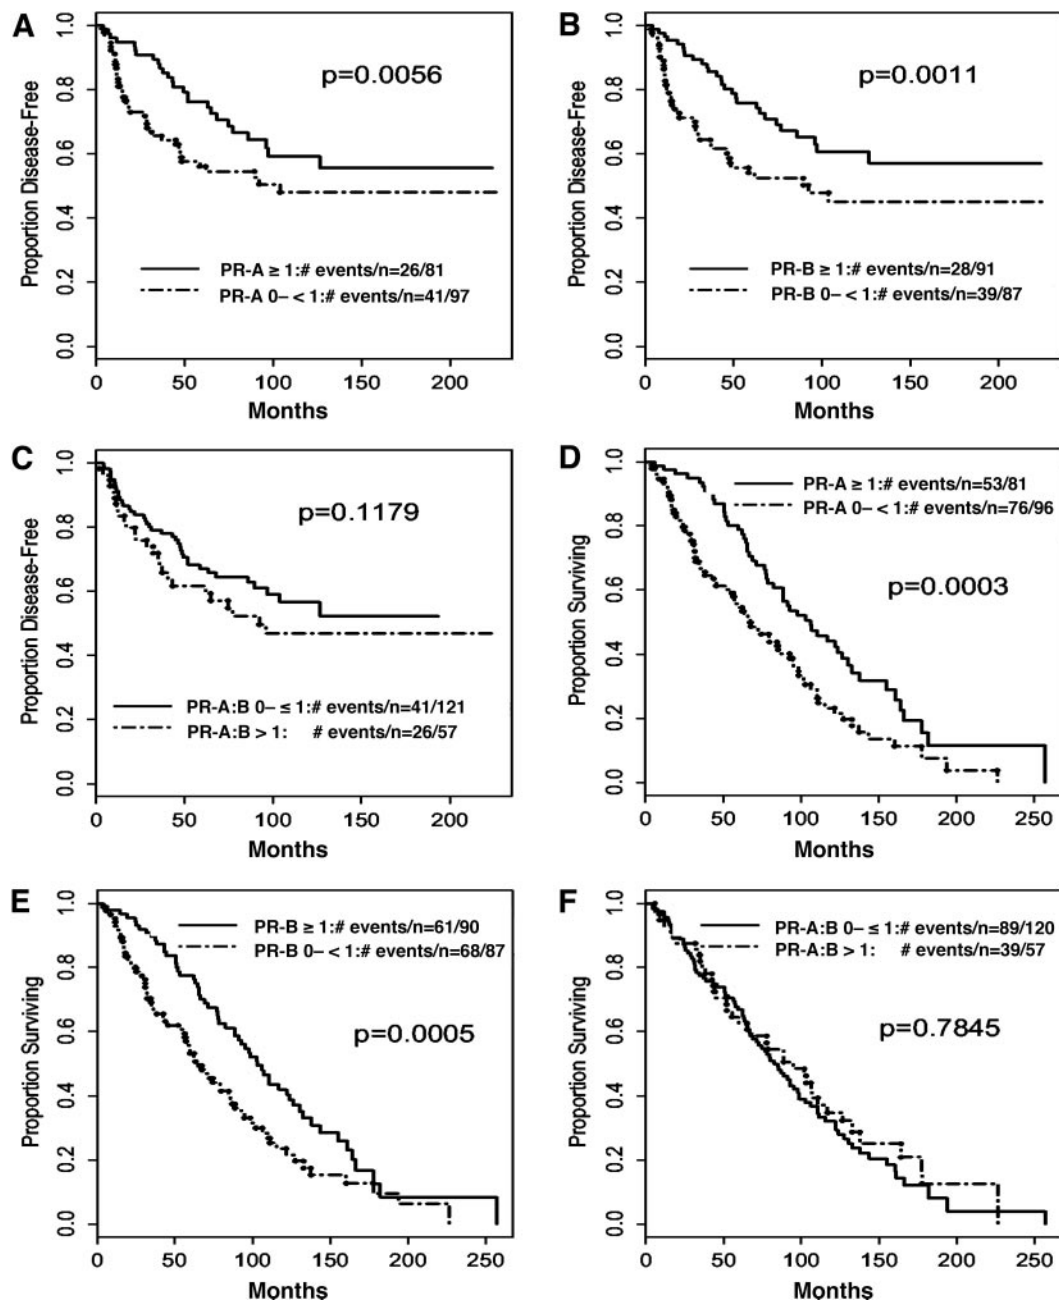 A
1.0
0.8
0.6
0.4
0.2
0.0
Proportion Disease-Free
p=0.0056
PR-A ≥ 1:# events/n=26/81
PR-A 0– < 1:# events/n=41/97
0 50 100 150 200
Months
B
1.0
0.8
0.6
0.4
0.2
0.0
Proportion Disease-Free
p=0.0011
PR-B ≥ 1:# events/n=28/91
PR-B 0– < 1:# events/n=39/87
0 50 100 150 200
Months
C
1.0
0.8
0.6
0.4
0.2
0.0
Proportion Disease-Free
p=0.1179
PR-A:B 0– ≤ 1:# events/n=41/121
PR-A:B > 1: # events/n=26/57
0 50 100 150 200
Months
D
1.0
0.8
0.6
0.4
0.2
0.0
Proportion Surviving
PR-A ≥ 1:# events/n=53/81
PR-A 0– < 1:# events/n=76/96
p=0.0003
0 50 100 150 200 250
Months
E
1.0
0.8
0.6
0.4
0.2
0.0
Proportion Surviving
PR-B ≥ 1:# events/n=61/90
PR-B 0– < 1:# events/n=68/87
p=0.0005
0 50 100 150 200 250
Months
F
1.0
0.8
0.6
0.4
0.2
0.0
Proportion Surviving
PR-A:B 0– ≤ 1:# events/n=89/120
PR-A:B > 1: # events/n=39/57
p=0.7845
0 50 100 150 200 250
Months